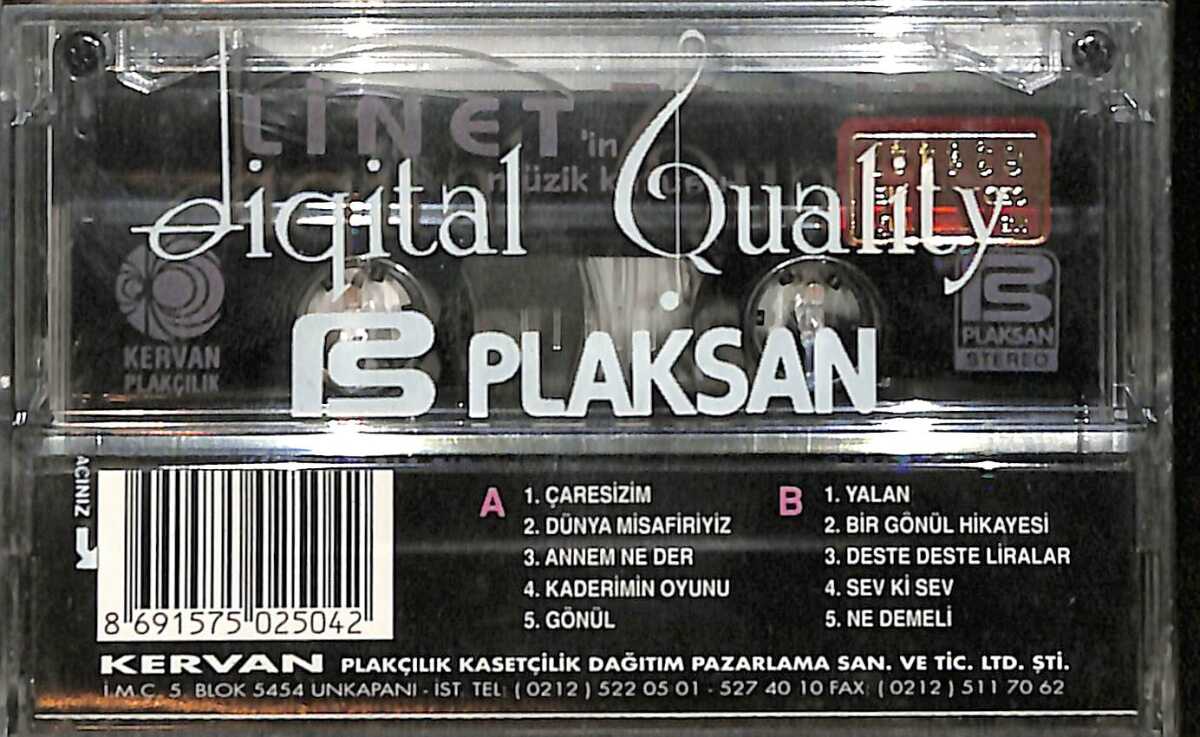 LİNET 'in
müzik
Digital Quality
KERVAN
PLAKÇILIK
PLAKSAN
STEREO
PLAKSAN
AÇINIZ
A
1. ÇARESİZİM
2. DÜNYA MİSAFİRİYİZ
3. ANNEM NE DER
4. KADERİMİN OYUNU
5. GÖNÜL
B
1. YALAN
2. BİR GÖNÜL HİKAYESİ
3. DESTE DESTE LİRALAR
4. SEV Kİ SEV
5. NE DEMELİ
8 691575 025042
KERVAN PLAKÇILIK KASETÇİLİK DAĞITIM PAZARLAMA SAN. VE TİC. LTD. ŞTİ.
İ.M.Ç. 5. BLOK 5454 UNKAPANI - İST. TEL: ( 0212 ) 522 05 01 - 527 40 10 FAX: ( 0212 ) 511 70 62